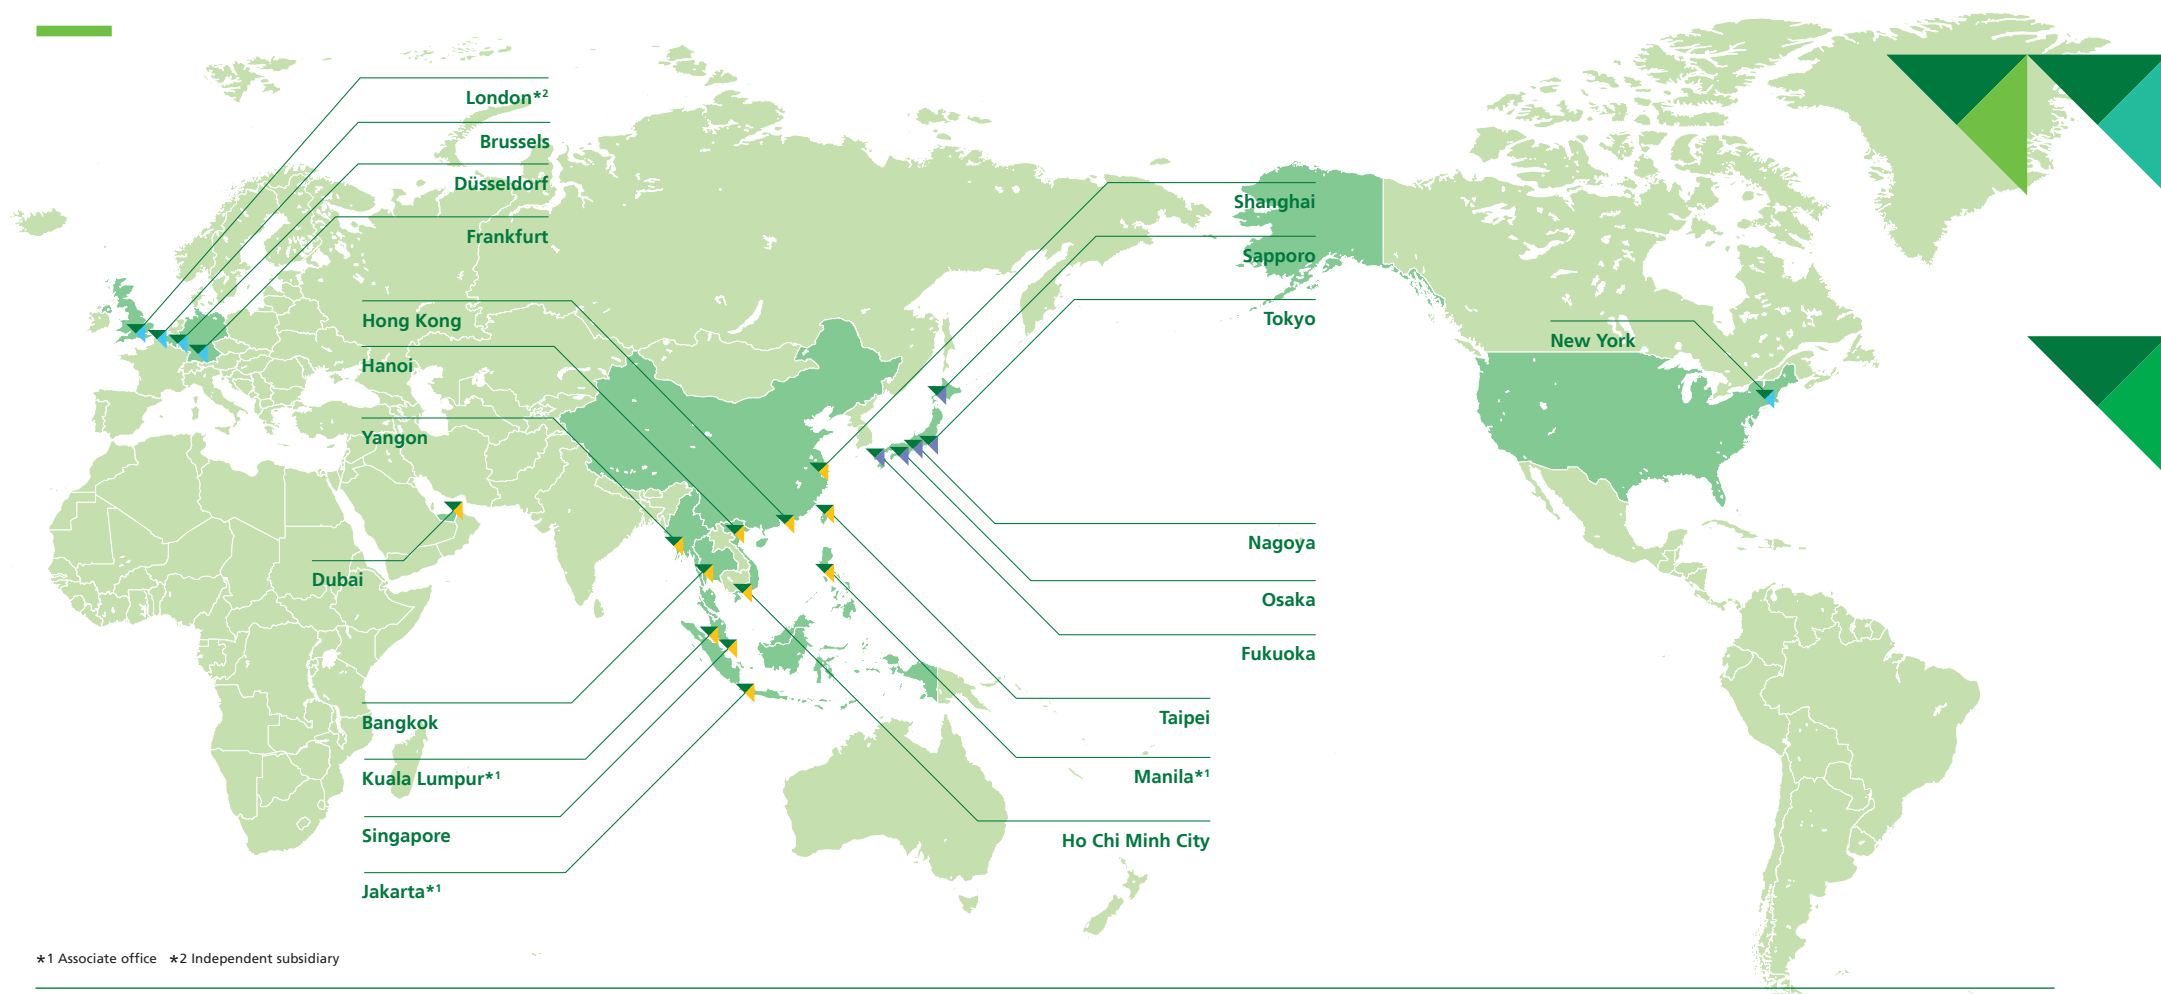 London*2
Brussels
Düsseldorf
Frankfurt
Hong Kong
Hanoi
Yangon
Dubai
Bangkok
Kuala Lumpur*1
Singapore
Jakarta*1
Shanghai
Sapporo
Tokyo
New York
Nagoya
Osaka
Fukuoka
Taipei
Manila*1
Ho Chi Minh City
*1 Associate office *2 Independent subsidiary